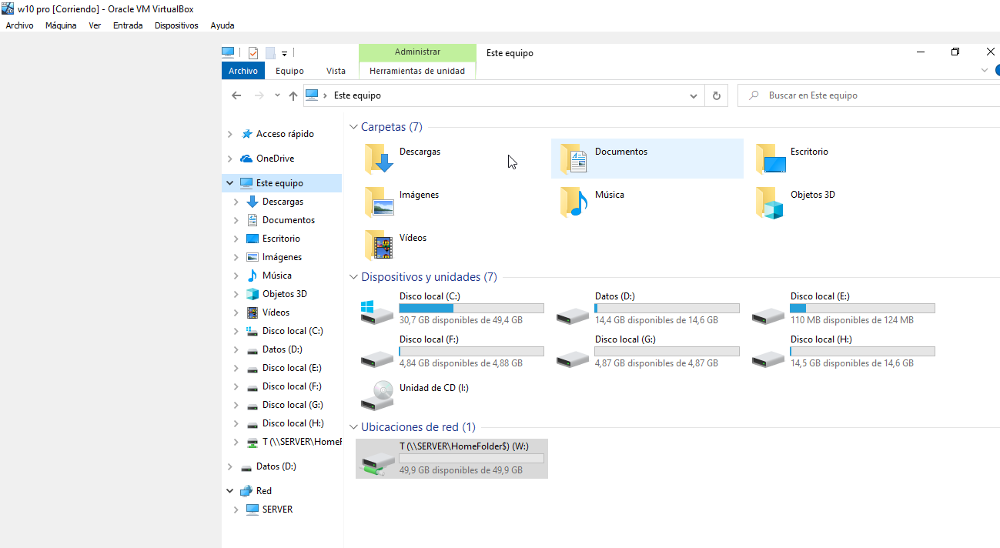 w10 pro [Corriendo] - Oracle VM VirtualBox
Archivo Máquina Ver Entrada Dispositivos Ayuda
Administrar
Este equipo
Archivo Equipo Vista Herramientas de unidad
Este equipo
Buscar en Este equipo
Acceso rápido
OneDrive
Este equipo
Descargas
Documentos
Escritorio
Imágenes
Música
Objetos 3D
Vídeos
Disco local (C:)
Datos (D:)
Disco local (E:)
Disco local (F:)
Disco local (G:)
Disco local (H:)
T (\\SERVER\HomeF
Datos (D:)
Red
SERVER
Carpetas (7)
Descargas
Documentos
Escritorio
Imágenes
Música
Objetos 3D
Vídeos
Dispositivos y unidades (7)
Disco local (C:)
30,7 GB disponibles de 49,4 GB
Datos (D:)
14,4 GB disponibles de 14,6 GB
Disco local (E:)
110 MB disponibles de 124 MB
Disco local (F:)
4,84 GB disponibles de 4,88 GB
Disco local (G:)
4,87 GB disponibles de 4,87 GB
Disco local (H:)
14,5 GB disponibles de 14,6 GB
Unidad de CD (I:)
Ubicaciones de red (1)
T (\\SERVER\HomeFolder$) (W:)
49,9 GB disponibles de 49,9 GB